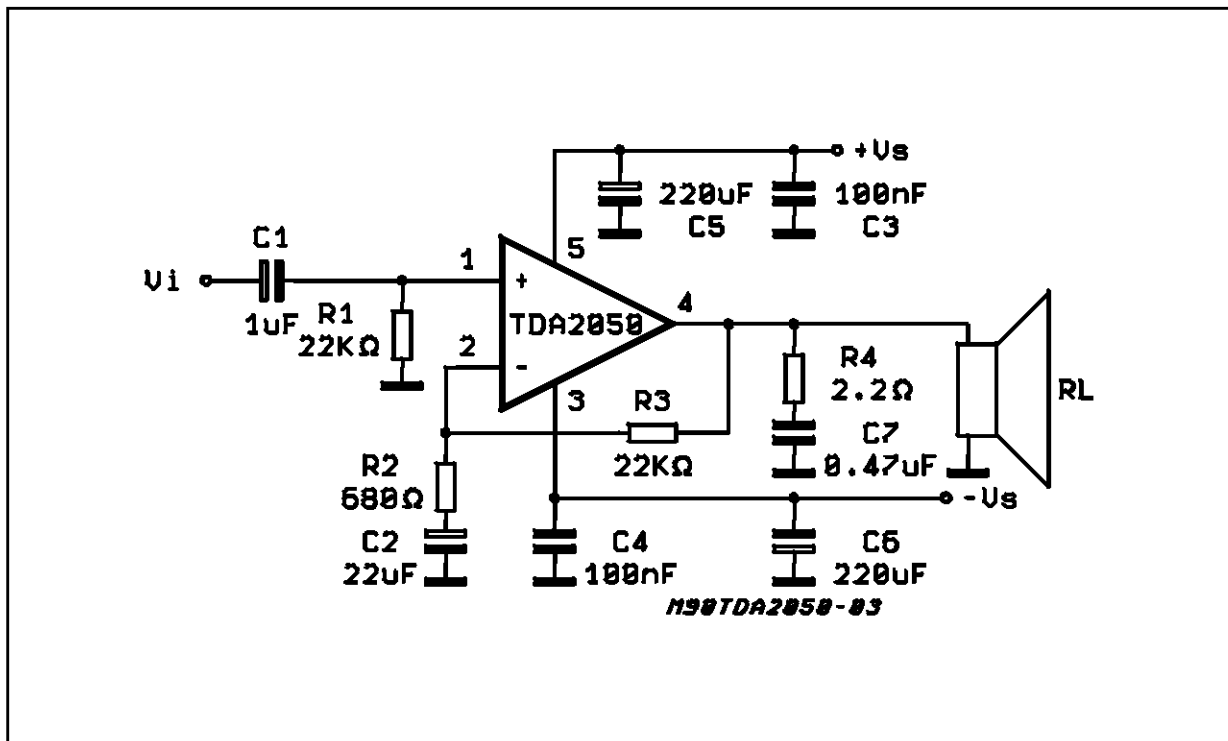 +Vs
220uF
C5
100nF
C3
C1
1
5
+
Vi
1uF
R1
22KΩ
TDA2050
4
2
-
3
R3
22KΩ
R4
2.2Ω
RL
C7
0.47uF
R2
680Ω
-Vs
C2
22uF
C4
100nF
C6
220uF
M90TDA2050-03